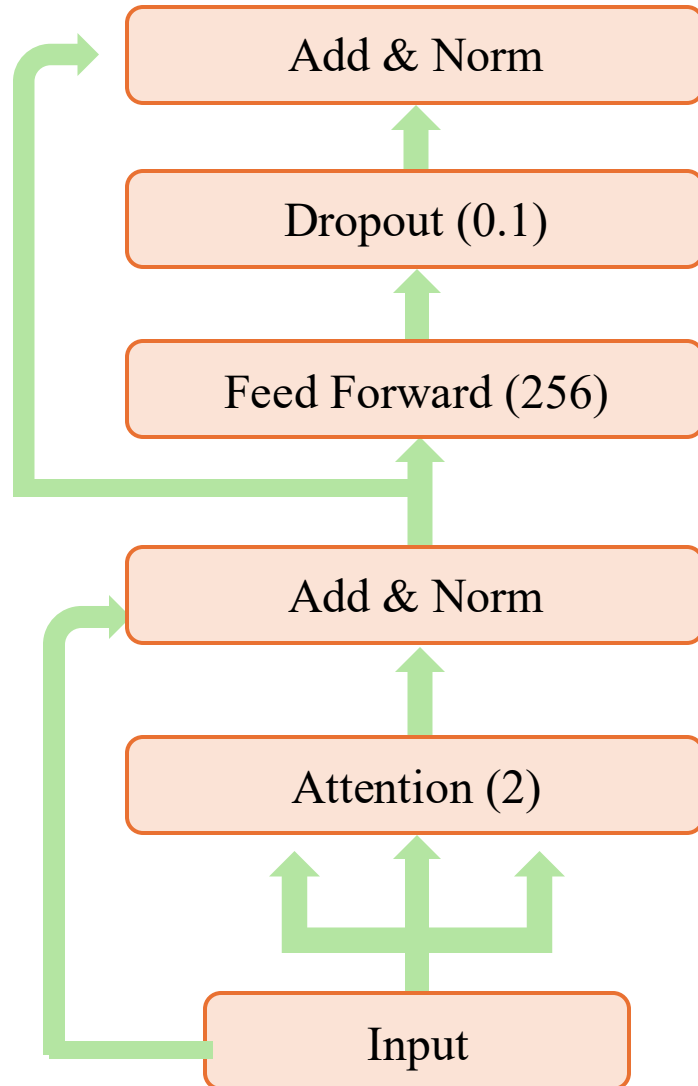 Add & Norm
Dropout (0.1)
Feed Forward (256)
Add & Norm
Attention (2)
Input